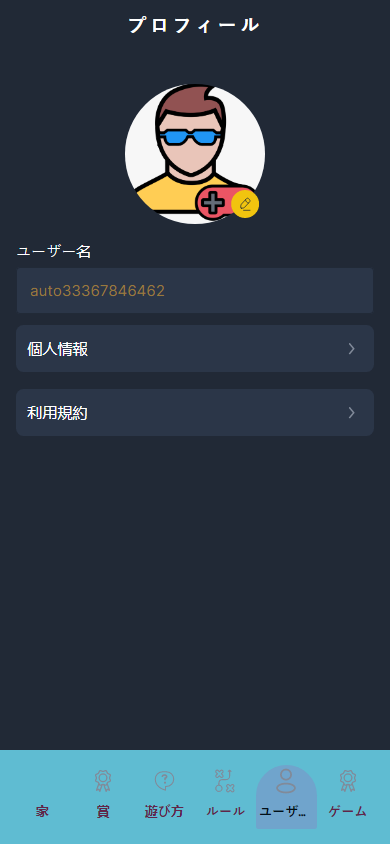 プロフィール
ユーザー名
auto33367846462
個人情報
利用規約
家
賞
遊び方
ルール
ユーザ...
ゲーム